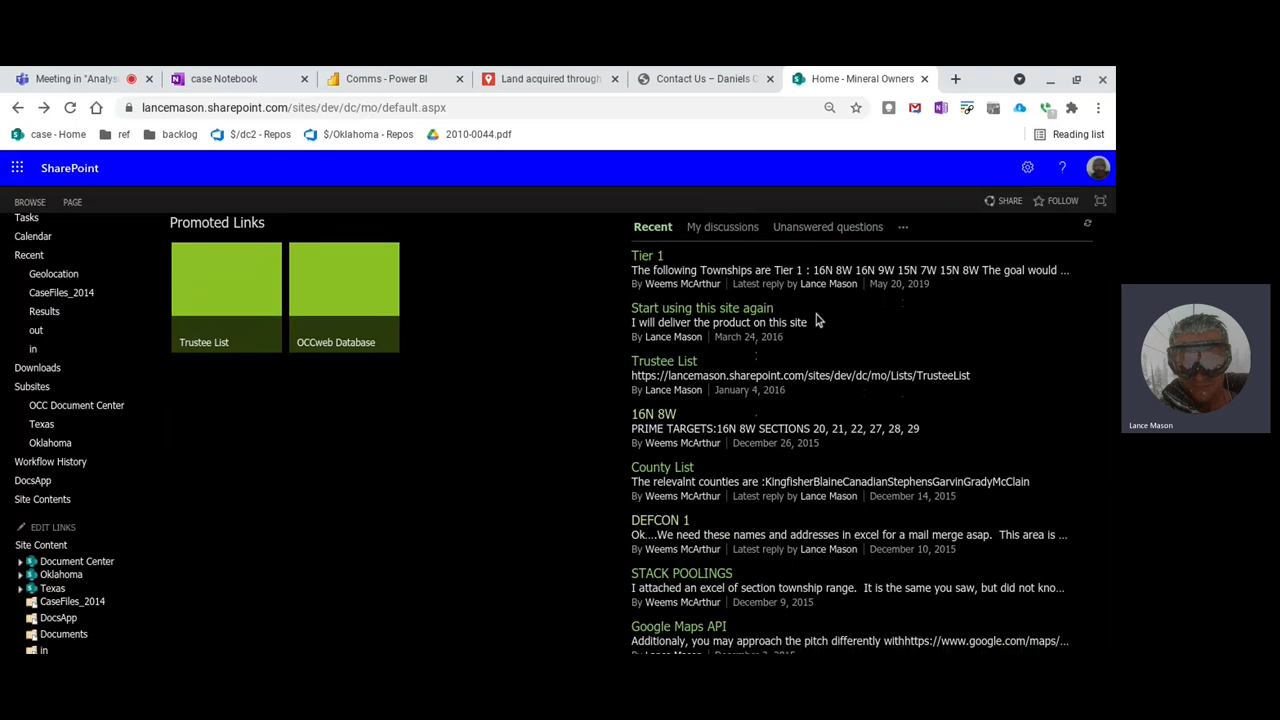 Meeting in "Analys
case Notebook
Comms - Power BI
Land acquired through
Contact Us – Daniels C
Home - Mineral Owners
lancemason.sharepoint.com/sites/dev/dc/mo/default.aspx
case - Home
ref
backlog
$/dc2 - Repos
$/Oklahoma - Repos
2010-0044.pdf
Reading list
SharePoint
BROWSE
PAGE
SHARE
FOLLOW
Tasks
Calendar
Recent
Geolocation
CaseFiles_2014
Results
out
in
Downloads
Subsites
OCC Document Center
Texas
Oklahoma
Workflow History
DocsApp
Site Contents
EDIT LINKS
Site Content
Document Center
Oklahoma
Texas
CaseFiles_2014
DocsApp
Documents
in
Promoted Links
Trustee List
OCCweb Database
Recent
My discussions
Unanswered questions
Tier 1
The following Townships are Tier 1 : 16N 8W 16N 9W 15N 7W 15N 8W The goal would ...
By Weems McArthur | Latest reply by Lance Mason | May 20, 2019
Start using this site again
I will deliver the product on this site
By Lance Mason | March 24, 2016
Trustee List
https://lancemason.sharepoint.com/sites/dev/dc/mo/Lists/TrusteeList
By Lance Mason | January 4, 2016
16N 8W
PRIME TARGETS:16N 8W SECTIONS 20, 21, 22, 27, 28, 29
By Weems McArthur | December 26, 2015
County List
The relevalnt counties are :KingfisherBlaineCanadianStephensGarvinGradyMcClain
By Weems McArthur | Latest reply by Lance Mason | December 14, 2015
DEFCON 1
Ok....We need these names and addresses in excel for a mail merge asap. This area is ...
By Weems McArthur | Latest reply by Lance Mason | December 10, 2015
STACK POOLINGS
I attached an excel of section township range. It is the same you saw, but did not kno...
By Weems McArthur | December 9, 2015
Google Maps API
Additionaly, you may approach the pitch differently withhttps://www.google.com/maps/...
Lance Mason